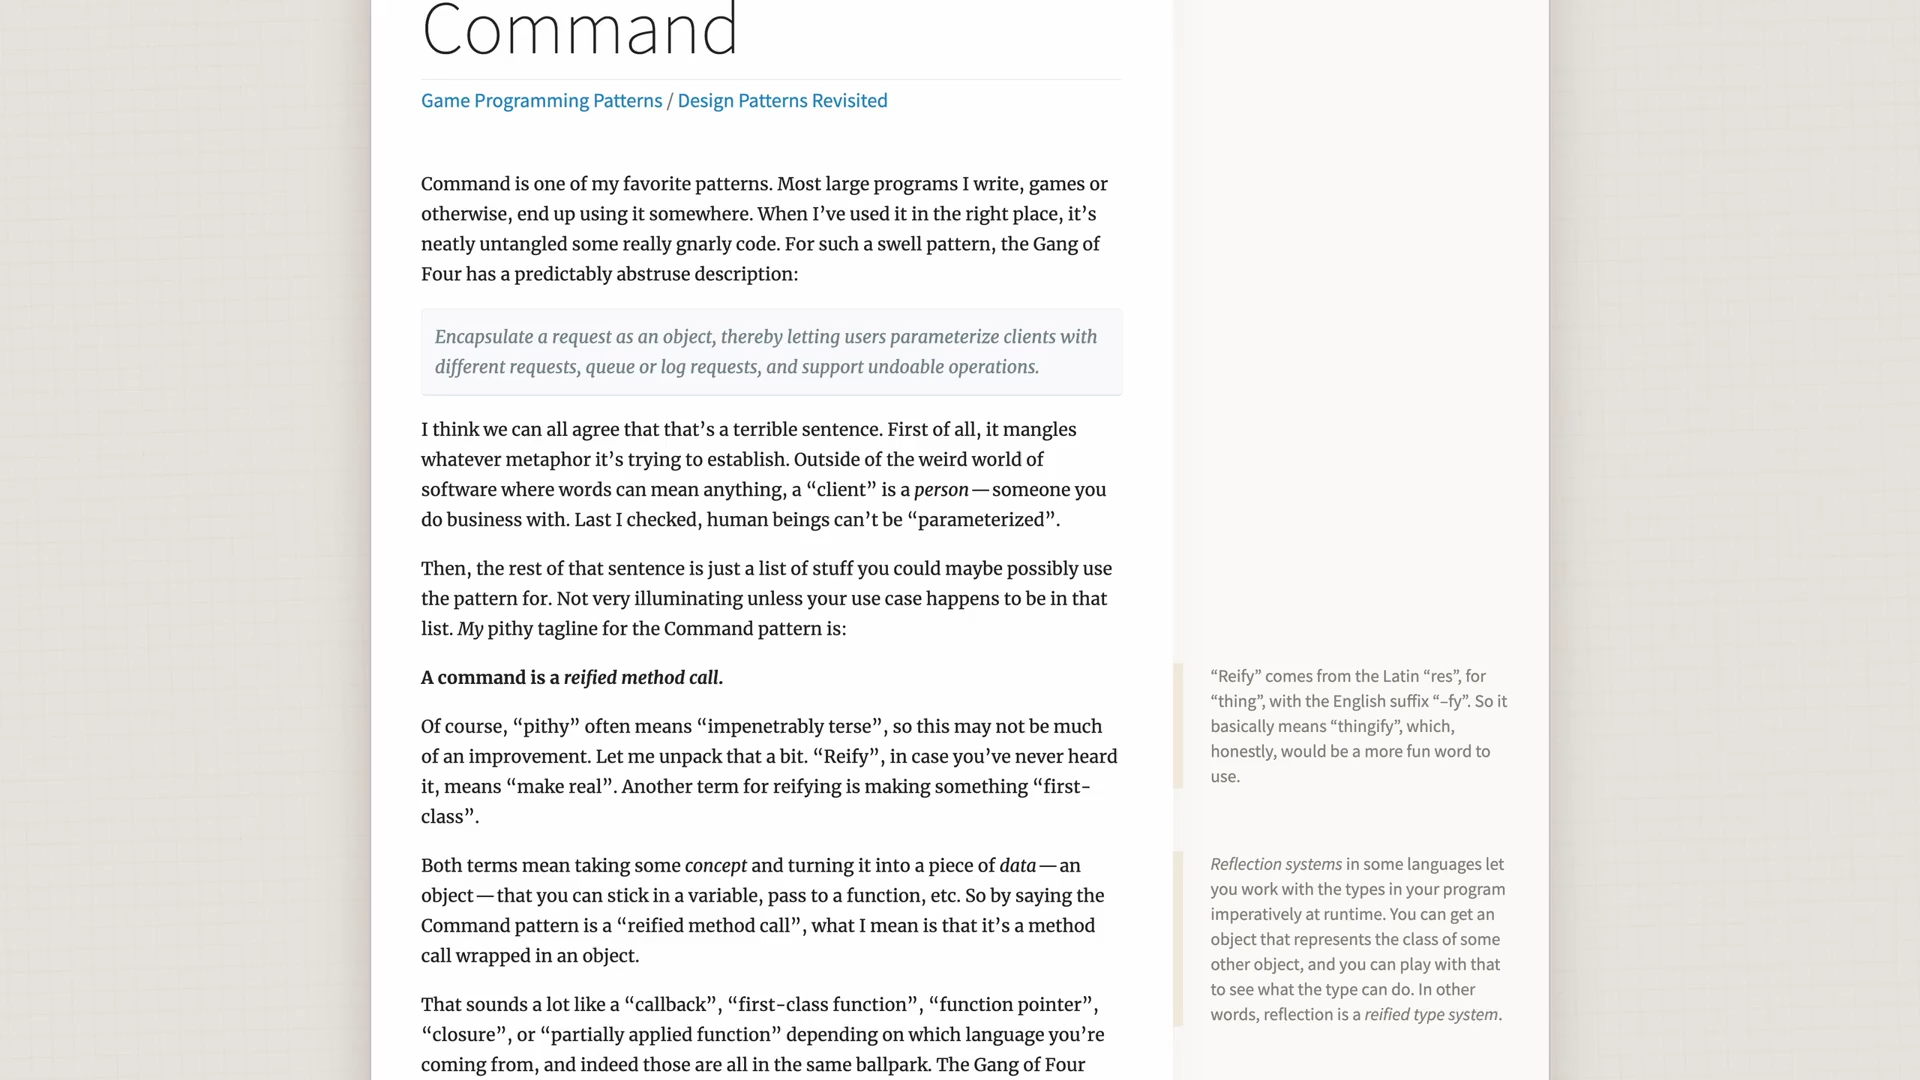 Command
Game Programming Patterns / Design Patterns Revisited
Command is one of my favorite patterns. Most large programs I write, games or
otherwise, end up using it somewhere. When I’ve used it in the right place, it’s
neatly untangled some really gnarly code. For such a swell pattern, the Gang of
Four has a predictably abstruse description:
Encapsulate a request as an object, thereby letting users parameterize clients with
different requests, queue or log requests, and support undoable operations.
I think we can all agree that that’s a terrible sentence. First of all, it mangles
whatever metaphor it’s trying to establish. Outside of the weird world of
software where words can mean anything, a “client” is a person — someone you
do business with. Last I checked, human beings can’t be “parameterized”.
Then, the rest of that sentence is just a list of stuff you could maybe possibly use
the pattern for. Not very illuminating unless your use case happens to be in that
list. My pithy tagline for the Command pattern is:
A command is a reified method call.
Of course, “pithy” often means “impenetrably terse”, so this may not be much
of an improvement. Let me unpack that a bit. “Reify”, in case you’ve never heard
it, means “make real”. Another term for reifying is making something “first-
class”.
Both terms mean taking some concept and turning it into a piece of data — an
object — that you can stick in a variable, pass to a function, etc. So by saying the
Command pattern is a “reified method call”, what I mean is that it’s a method
call wrapped in an object.
That sounds a lot like a “callback”, “first-class function”, “function pointer”,
“closure”, or “partially applied function” depending on which language you’re
coming from, and indeed those are all in the same ballpark. The Gang of Four
“Reify” comes from the Latin “res”, for
“thing”, with the English suffix “–fy”. So it
basically means “thingify”, which,
honestly, would be a more fun word to
use.
Reflection systems in some languages let
you work with the types in your program
imperatively at runtime. You can get an
object that represents the class of some
other object, and you can play with that
to see what the type can do. In other
words, reflection is a reified type system.